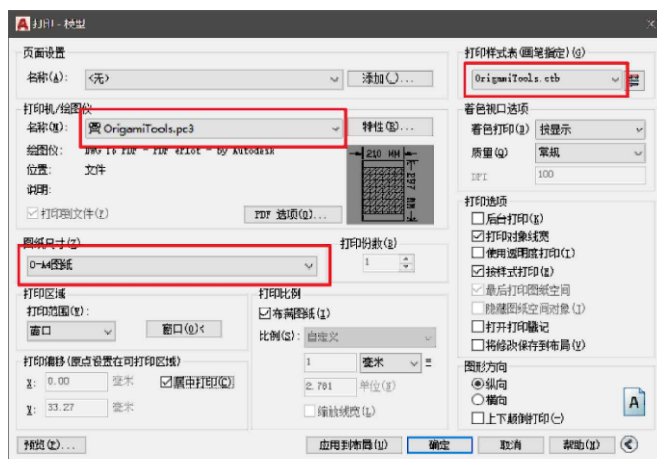 打印 - 模型
页面设置
名称(A):
<无>
添加(.)...
打印机/绘图仪
名称(M):
OrigamiTools.pc3
特性(R)...
绘图仪:
DWG To PDF - PDF ePlot - by Autodesk
位置:
文件
说明:
打印到文件(F)
PDF 选项(O)...
210 MM
297 MM
图纸尺寸(Z)
0-A4图纸
打印份数(B)
1
打印区域
打印范围(W):
窗口
窗口(O)<
打印比例
布满图纸(I)
比例(S):
自定义
1
毫米
=
2.781
单位(U)
缩放线宽(L)
打印偏移(原点设置在可打印区域)
X:
0.00
毫米
居中打印(C)
Y:
33.27
毫米
打印样式表(画笔指定)(G)
OrigamiTools.ctb
着色视口选项
着色打印(D)
按显示
质量(Q)
常规
DPI
100
打印选项
后台打印(K)
打印对象线宽
使用透明度打印(T)
按样式打印(E)
最后打印图纸空间
隐藏图纸空间对象(J)
打开打印戳记
将修改保存到布局(V)
图形方向
纵向
横向
上下颠倒打印(-)
A
预览(P)...
应用到布局(U)
确定
取消
帮助(H)